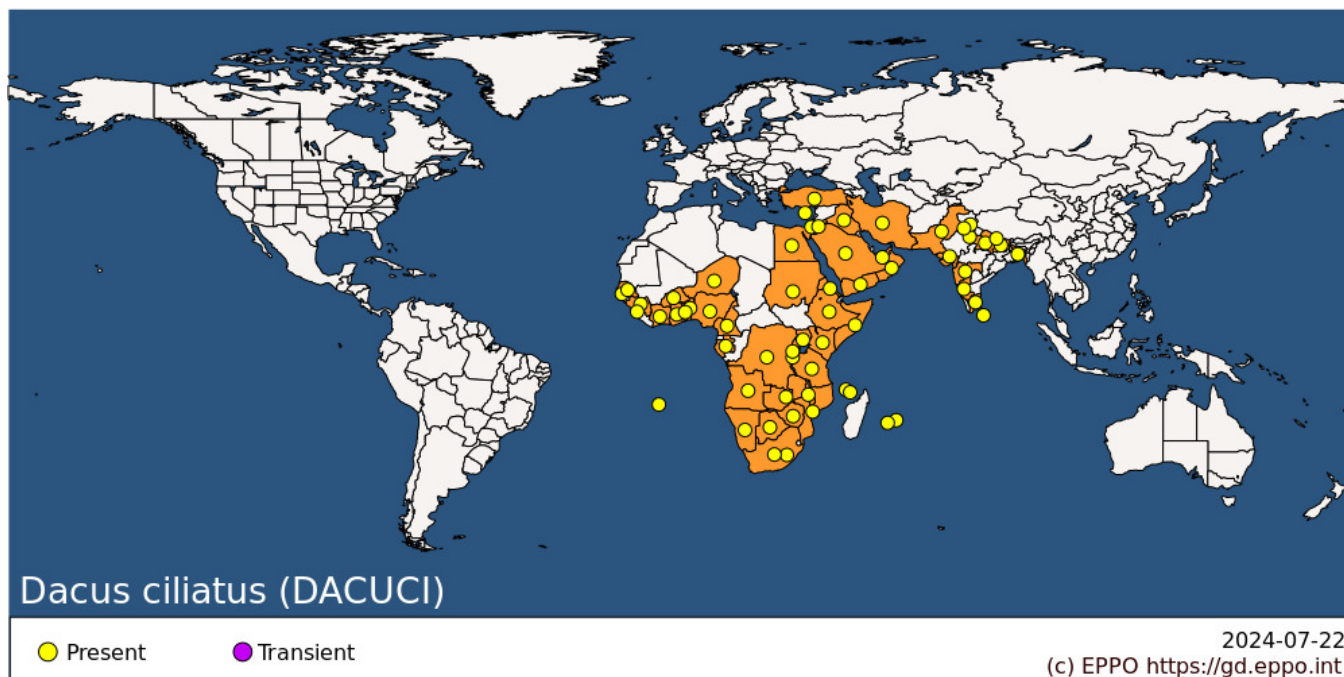 Dacus ciliatus (DACUCI)
Present
Transient
2024-07-22
(c) EPPO https://gd.eppo.int